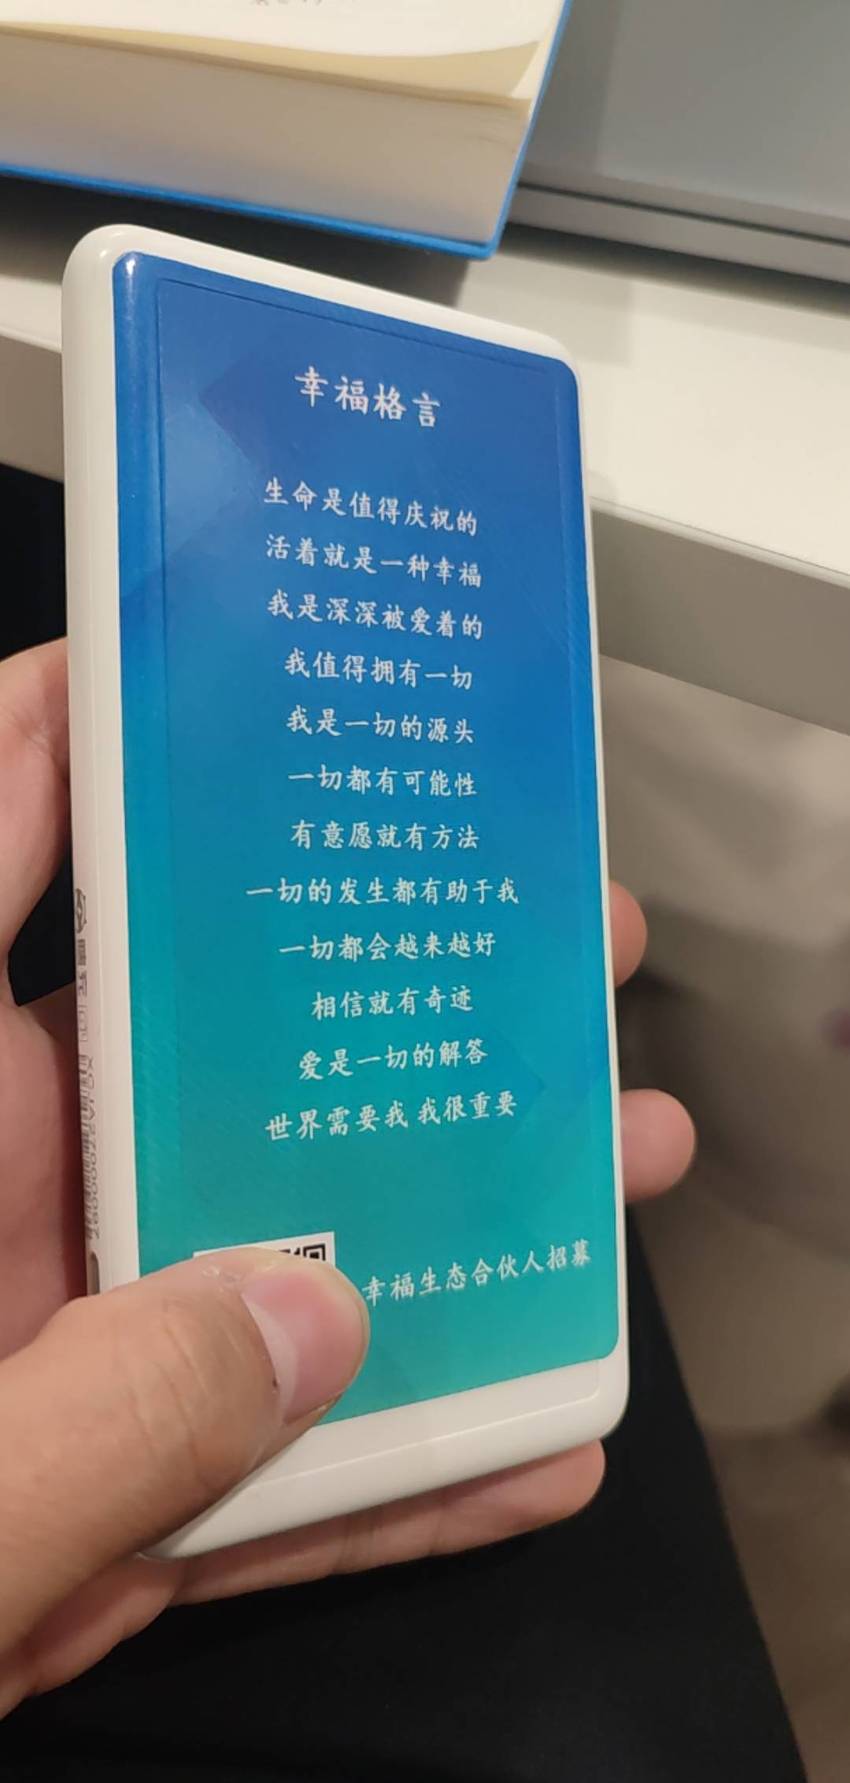 幸福格言
生命是值得庆祝的
活着就是一种幸福
我是深深被爱着的
我值得拥有一切
我是一切的源头
一切都有可能性
有意愿就有方法
一切的发生都有助于我
一切都会越来越好
相信就有奇迹
爱是一切的解答
世界需要我 我很重要
幸福生态合伙人招募